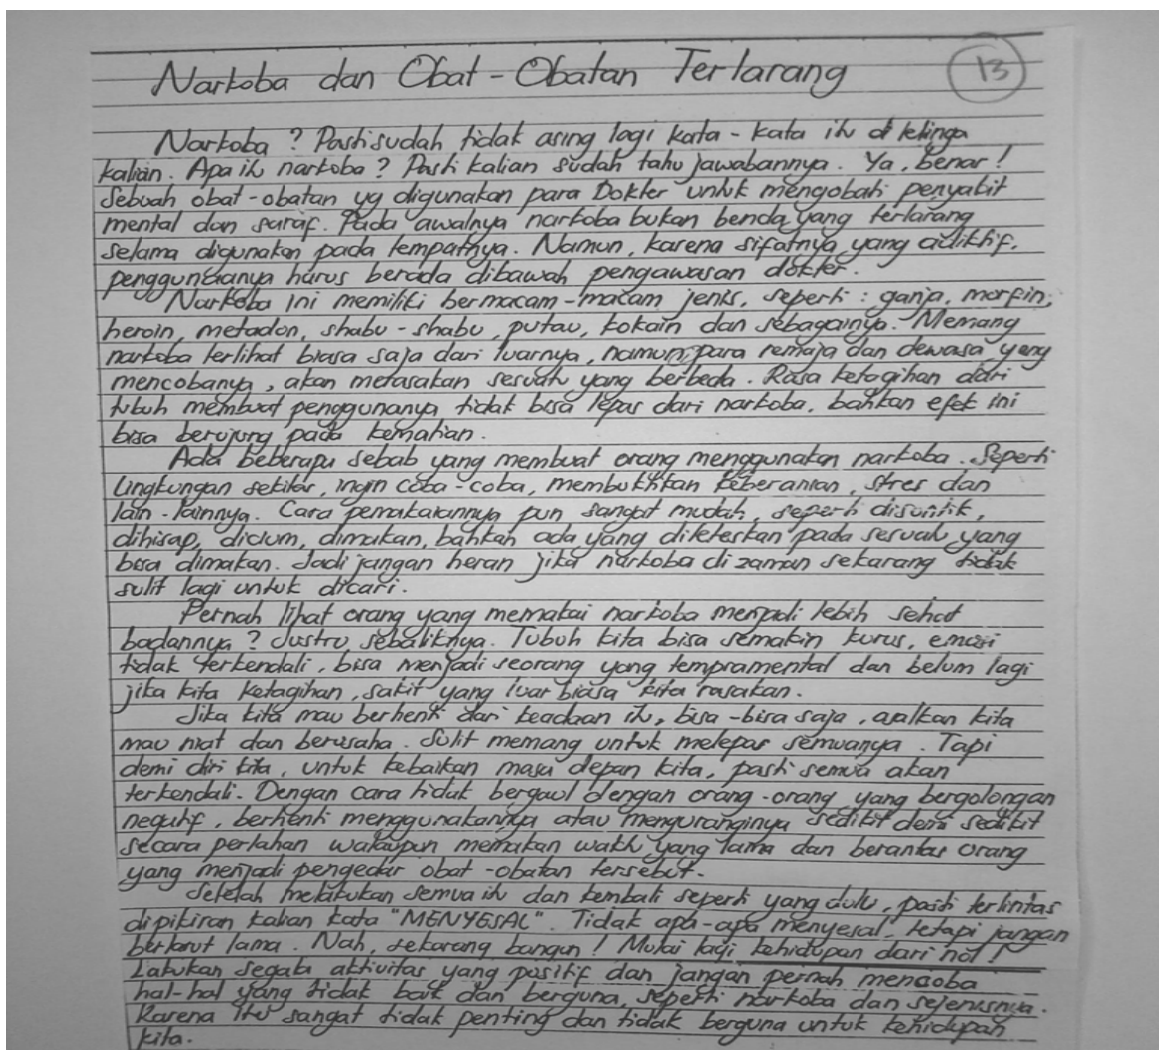 Narkoba dan Obat-Obatan Terlarang
13
Narkoba ? Pasti sudah tidak asing lagi kata-kata itu di telinga
kalian. Apa itu narkoba ? Pasti kalian sudah tahu jawabannya. Ya, benar !
Sebuah obat-obatan yg digunakan para Dokter untuk mengobati penyakit
mental dan saraf. Pada awalnya narkoba bukan benda yang terlarang
selama digunakan pada tempatnya. Namun, karena sifatnya yang adiktif,
penggunaanya harus berada dibawah pengawasan dokter.
Narkoba ini memiliki bermacam-macam jenis, seperti : ganja, morfin,
heroin, metadon, shabu-shabu, putau, kokain dan sebagainya. Memang
narkoba terlihat biasa saja dari luarnya, namun para remaja dan dewasa yang
mencobanya, akan merasakan sesuatu yang berbeda. Rasa ketagihan dari
tubuh membuat penggunanya tidak bisa lepas dari narkoba, bahkan efek ini
bisa berujung pada kematian.
Ada beberapa sebab yang membuat orang menggunakan narkoba. Seperti
lingkungan sekitar, ingin coba-coba, membuktikan keberanian, stres dan
lain-lainnya. Cara pemakaiannya pun sangat mudah, seperti disuntik,
dihisap, dicium, dimakan, bahkan ada yang diteteskan pada sesuatu yang
bisa dimakan. Jadi jangan heran jika narkoba di zaman sekarang tidak
sulit lagi untuk dicari.
Pernah lihat orang yang memakai narkoba menjadi lebih sehat
badannya ? Justru sebaliknya. Tubuh kita bisa semakin kurus, emosi
tidak terkendali, bisa menjadi seorang yang tempramental dan belum lagi
jika kita ketagihan, sakit yang luar biasa kita rasakan.
Jika kita mau berhenti dari keadaan itu, bisa-bisa saja, asalkan kita
mau niat dan berusaha. Sulit memang untuk melepas semuanya. Tapi
demi diri kita, untuk kebaikan masa depan kita, pasti semua akan
terkendali. Dengan cara tidak bergaul dengan orang-orang yang bergolongan
negatif, berhenti menggunakannya atau menguranginya sedikit demi sedikit
secara perlahan walaupun memakan waktu yang lama dan berantas orang
yang menjadi pengedar obat-obatan tersebut.
Setelah melakukan semua itu dan kembali seperti yang dulu, pasti terlintas
dipikiran kalian kata "MENYESAL". Tidak apa-apa menyesal, tetapi jangan
berlarut lama. Nah, sekarang bangun ! Mulai lagi kehidupan dari nol !
Lakukan segala aktivitas yang positif dan jangan pernah mencoba
hal-hal yang tidak baik dan berguna, seperti narkoba dan sejenisnya.
Karena itu sangat tidak penting dan tidak berguna untuk kehidupan
kita.